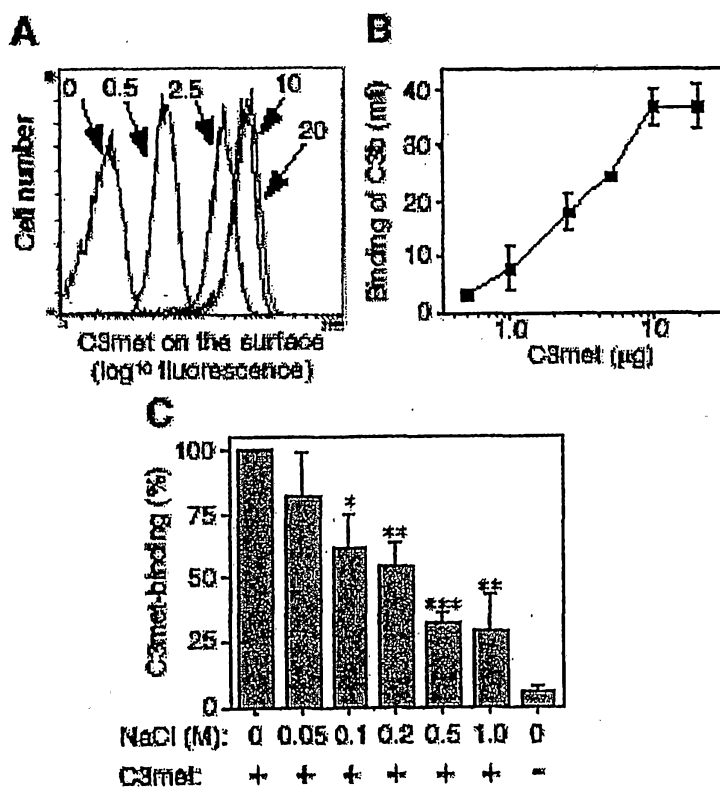 A
0 0.5 2.5 10
20
Cell number
C3met on the surface
(log10 fluorescence)
B
Binding of C3b (mfi)
40
30
20
10
0
1.0 10
C3met (µg)
C
C3met-binding (%)
100
75
50
25
0
* ** *** **
NaCl (M): 0 0.05 0.1 0.2 0.5 1.0 0
C3met: + + + + + + -